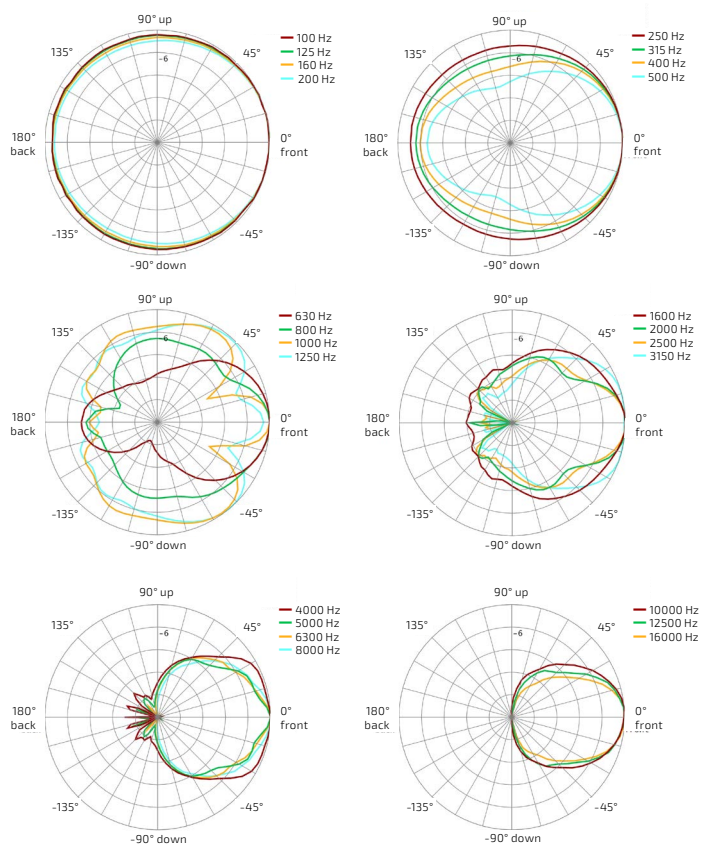 90° up
135°
45°
-6
100 Hz
125 Hz
160 Hz
200 Hz
180°
back
0°
front
-135°
-45°
-90° down
90° up
135°
45°
-6
250 Hz
315 Hz
400 Hz
500 Hz
180°
back
0°
front
-135°
-45°
-90° down
90° up
135°
45°
-6
630 Hz
800 Hz
1000 Hz
1250 Hz
180°
back
0°
front
-135°
-45°
-90° down
90° up
135°
45°
-6
1600 Hz
2000 Hz
2500 Hz
3150 Hz
180°
back
0°
front
-135°
-45°
-90° down
90° up
135°
45°
-6
4000 Hz
5000 Hz
6300 Hz
8000 Hz
180°
back
0°
front
-135°
-45°
-90° down
90° up
135°
45°
-6
10000 Hz
12500 Hz
16000 Hz
180°
back
0°
front
-135°
-45°
-90° down